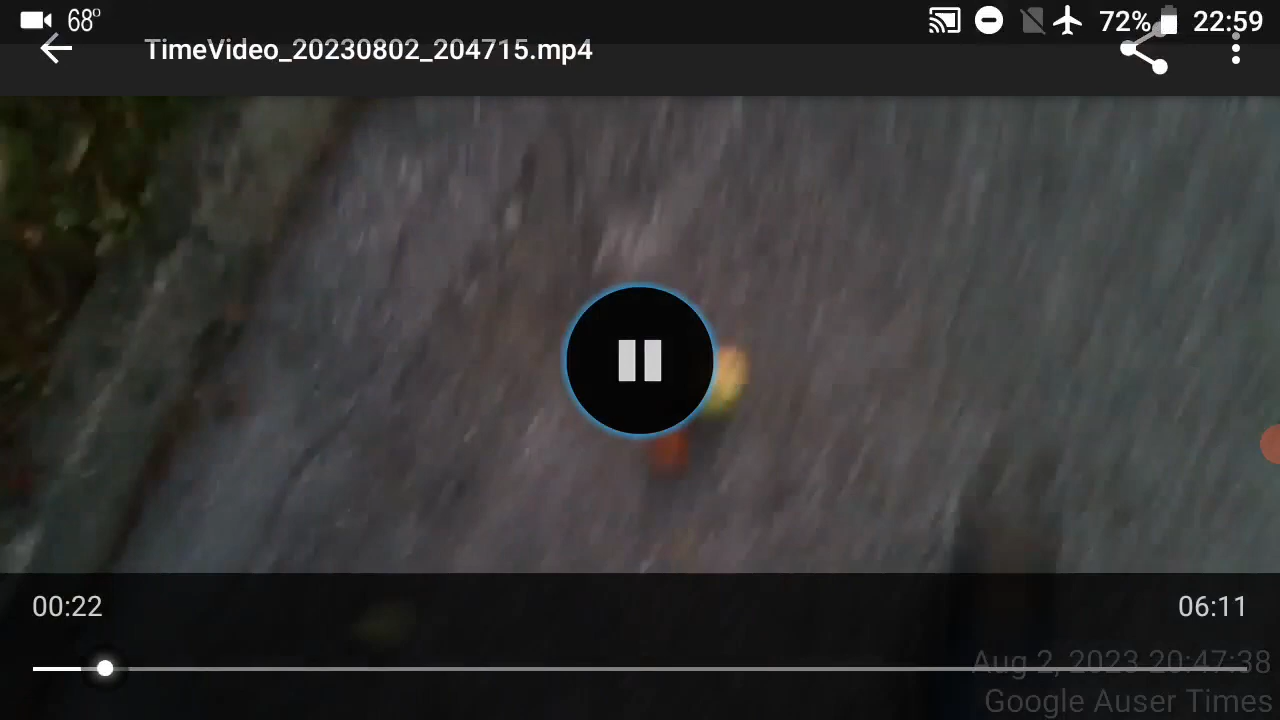 68°
72% 22:59
TimeVideo_20230802_204715.mp4
00:22
06:11
Aug 2, 2023 20:47:38
Google Auser Times